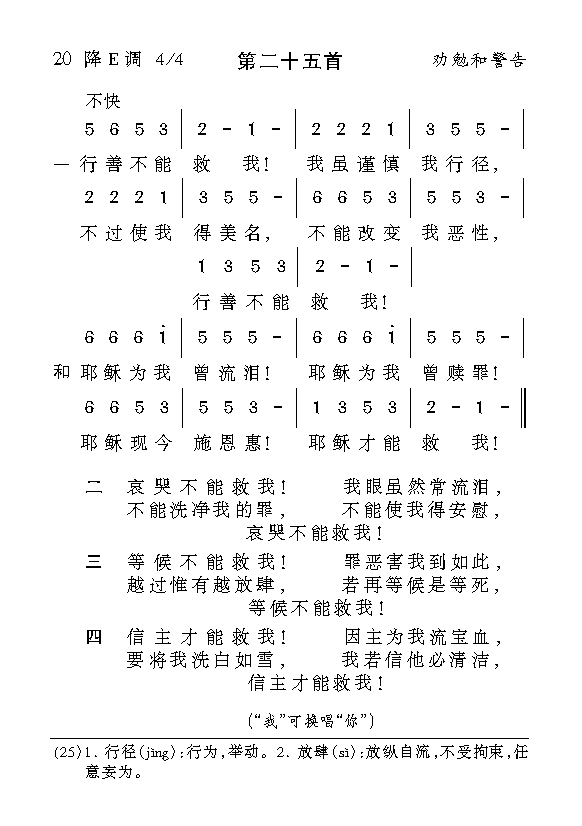 20 降E调 4/4 第二十五首 劝勉和警告
不快
5 6 5 3 | 2 - 1 - | 2 2 2 1 | 3 5 5 - |
一 行善不能 救 我! 我虽谨慎 我行径,
2 2 2 1 | 3 5 5 - | 6 6 5 3 | 5 5 3 - |
不过使我 得美名, 不能改变 我恶性,
1 3 5 3 | 2 - 1 - |
行善不能 救 我!
6 6 6 i | 5 5 5 - | 6 6 6 i | 5 5 5 - |
和 耶稣为我 曾流泪! 耶稣为我 曾赎罪!
6 6 5 3 | 5 5 3 - | 1 3 5 3 | 2 - 1 - ‖
耶稣现今 施恩惠! 耶稣才能 救 我!
二 哀哭不能救我! 我眼虽然常流泪,
不能洗净我的罪, 不能使我得安慰,
哀哭不能救我!
三 等候不能救我! 罪恶害我到如此,
越过惟有越放肆, 若再等候是等死,
等候不能救我!
四 信主才能救我! 因主为我流宝血,
要将我洗白如雪, 我若信他必清洁,
信主才能救我!
(“我”可换唱“你”)
(25)1. 行径(jìng):行为,举动。2. 放肆(sì):放纵自流,不受拘束,任
意妄为。